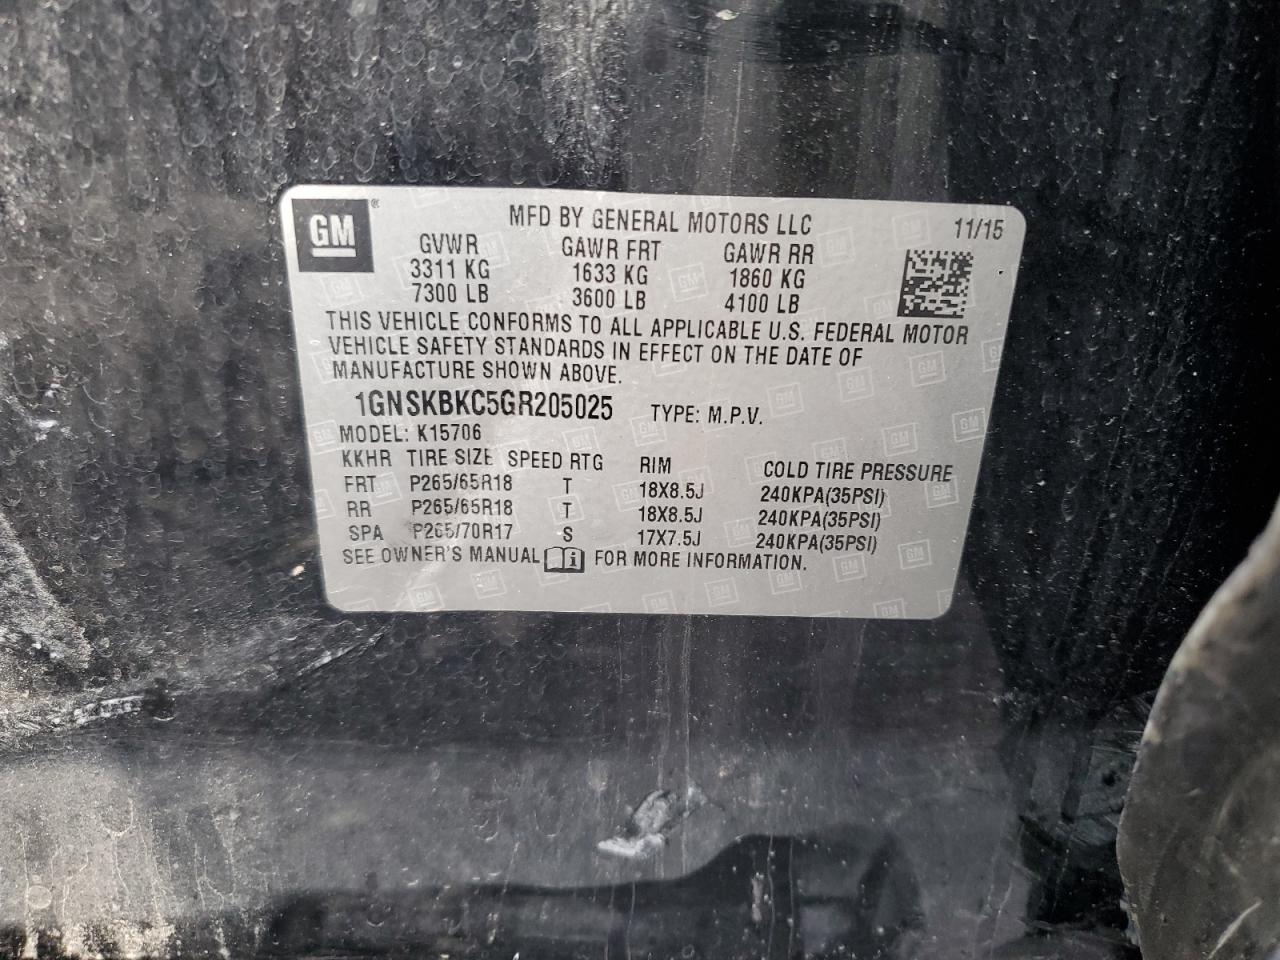 GM ® MFD BY GENERAL MOTORS LLC 11/15
GVWR GAWR FRT GAWR RR
3311 KG 1633 KG 1860 KG
7300 LB 3600 LB 4100 LB
THIS VEHICLE CONFORMS TO ALL APPLICABLE U.S. FEDERAL MOTOR
VEHICLE SAFETY STANDARDS IN EFFECT ON THE DATE OF
MANUFACTURE SHOWN ABOVE.
1GNSKBKC5GR205025 TYPE: M.P.V.
MODEL: K15706
KKHR TIRE SIZE SPEED RTG RIM COLD TIRE PRESSURE
FRT P265/65R18 T 18X8.5J 240KPA(35PSI)
RR P265/65R18 T 18X8.5J 240KPA(35PSI)
SPA P265/70R17 S 17X7.5J 240KPA(35PSI)
SEE OWNER'S MANUAL i FOR MORE INFORMATION.